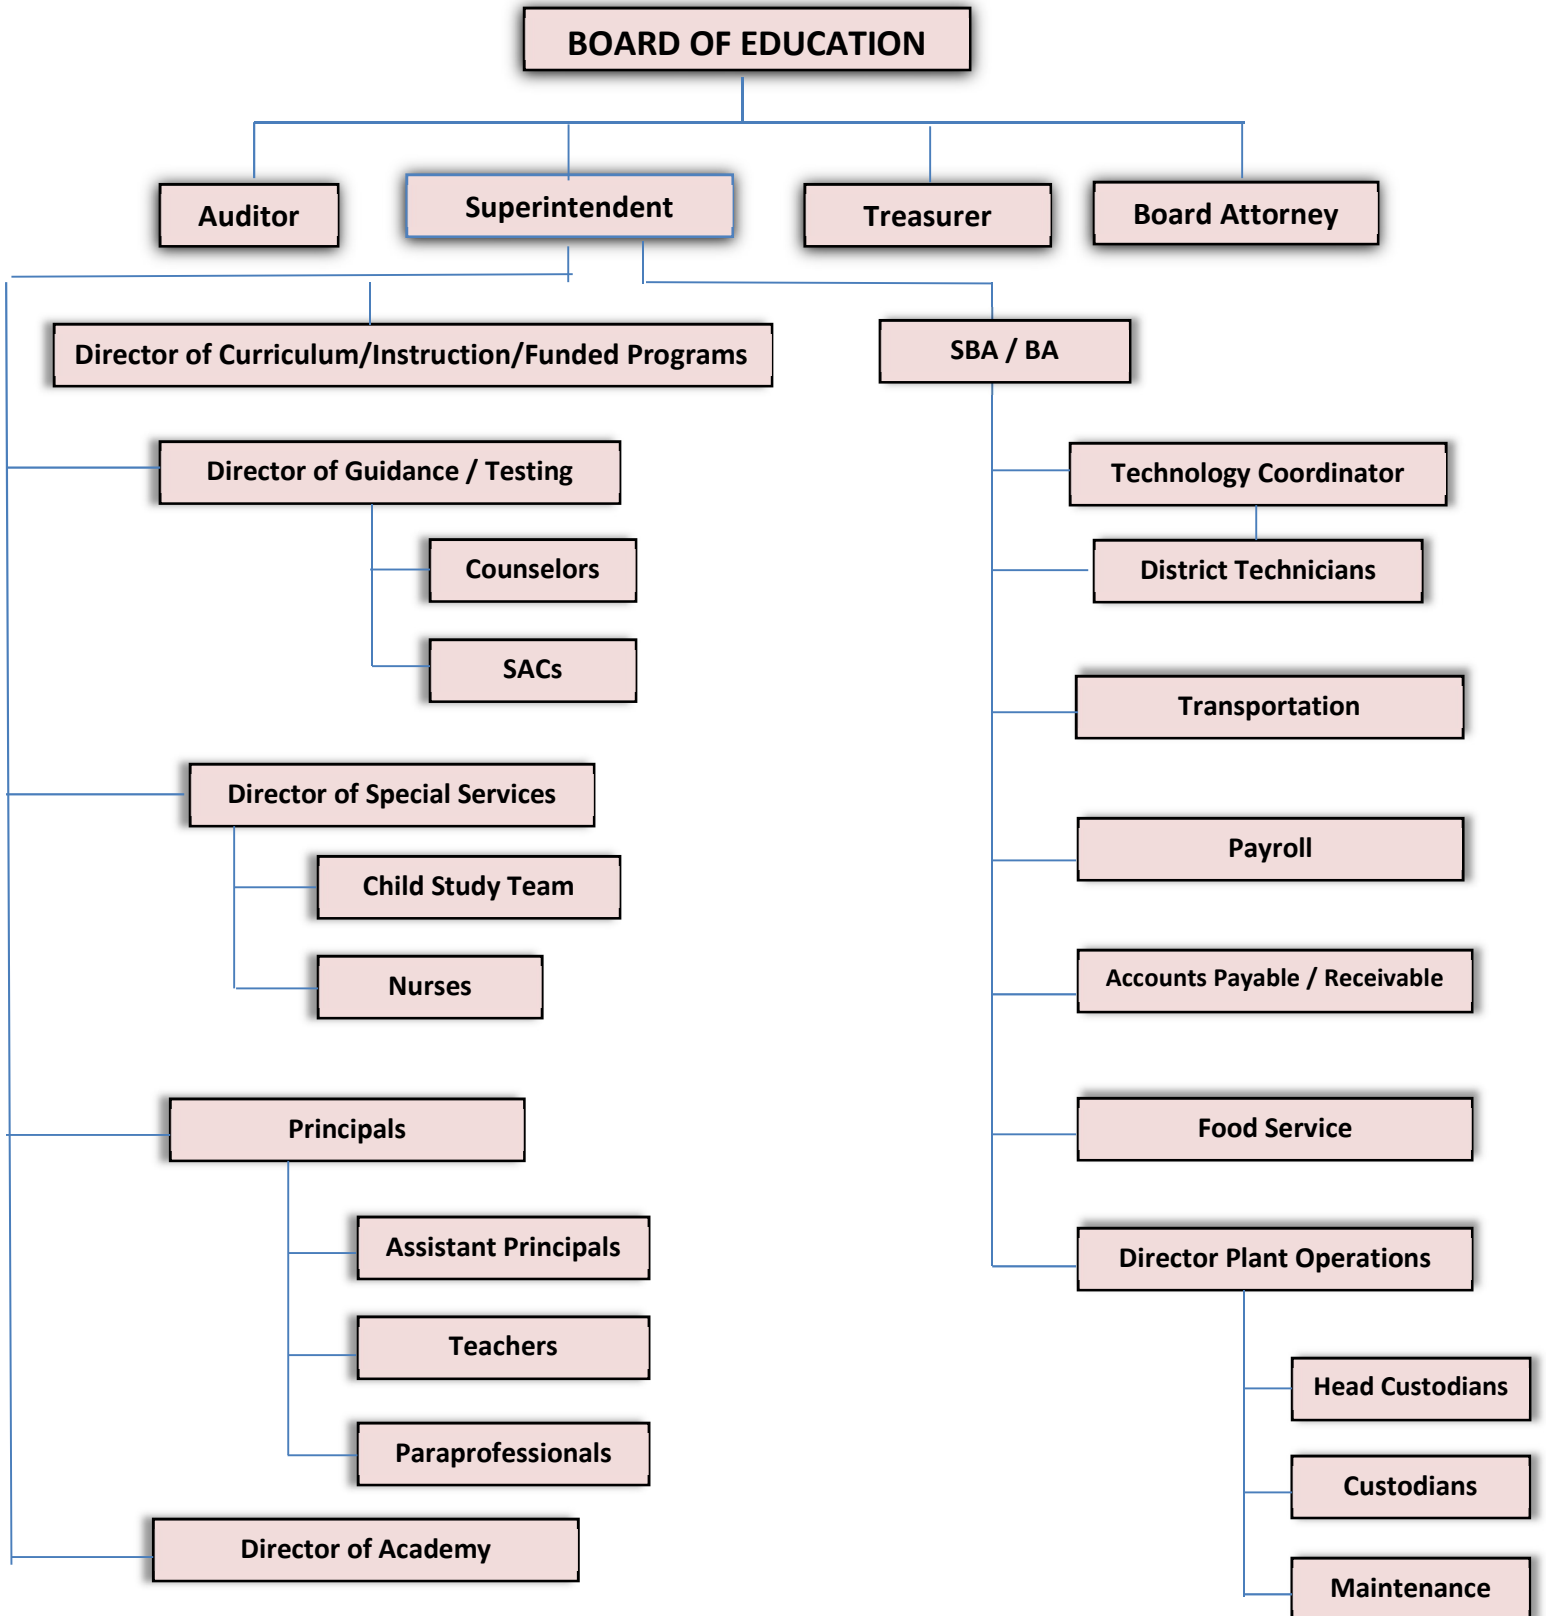 BOARD OF EDUCATION
Auditor
Superintendent
Treasurer
Board Attorney
Director of Curriculum/Instruction/Funded Programs
SBA / BA
Director of Guidance / Testing
Technology Coordinator
Counselors
District Technicians
SACs
Transportation
Director of Special Services
Payroll
Child Study Team
Nurses
Accounts Payable / Receivable
Principals
Food Service
Assistant Principals
Director Plant Operations
Teachers
Head Custodians
Paraprofessionals
Custodians
Director of Academy
Maintenance